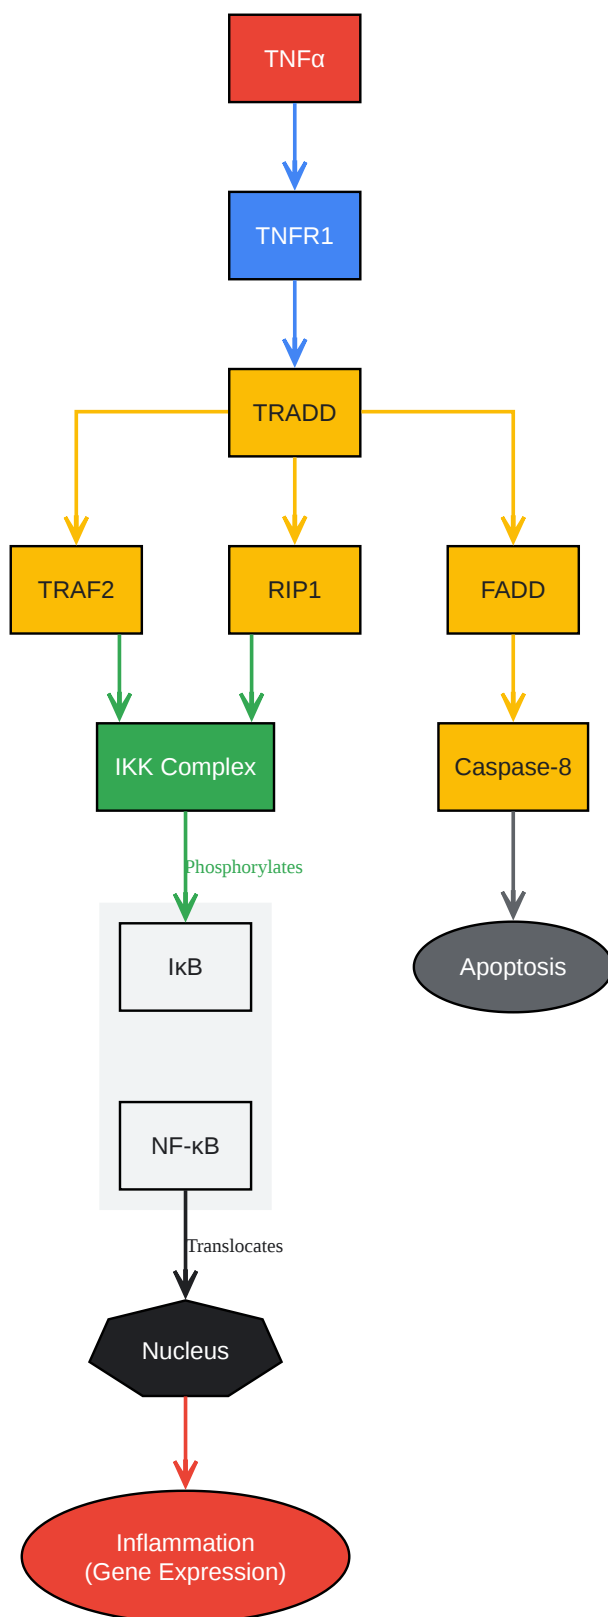 TNFα
TNFR1
TRADD
TRAF2
RIP1
FADD
IKK Complex
Caspase-8
Phosphorylates
IκB
Apoptosis
NF-κB
Translocates
Nucleus
Inflammation
(Gene Expression)